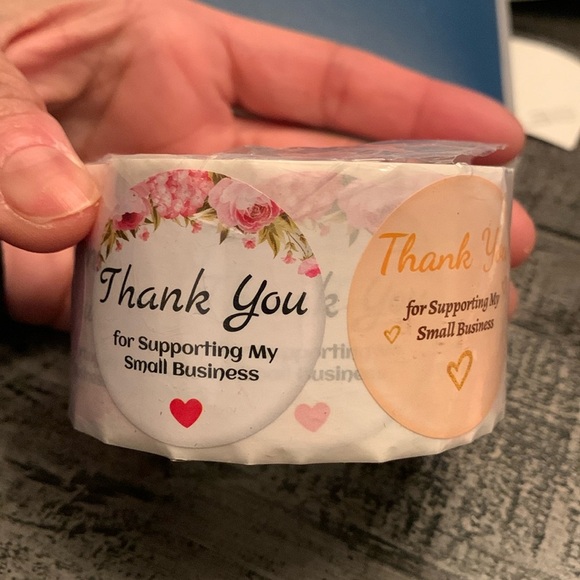 Thank You
for Supporting My
Small Business
Thank
for Supporting My
Small Business